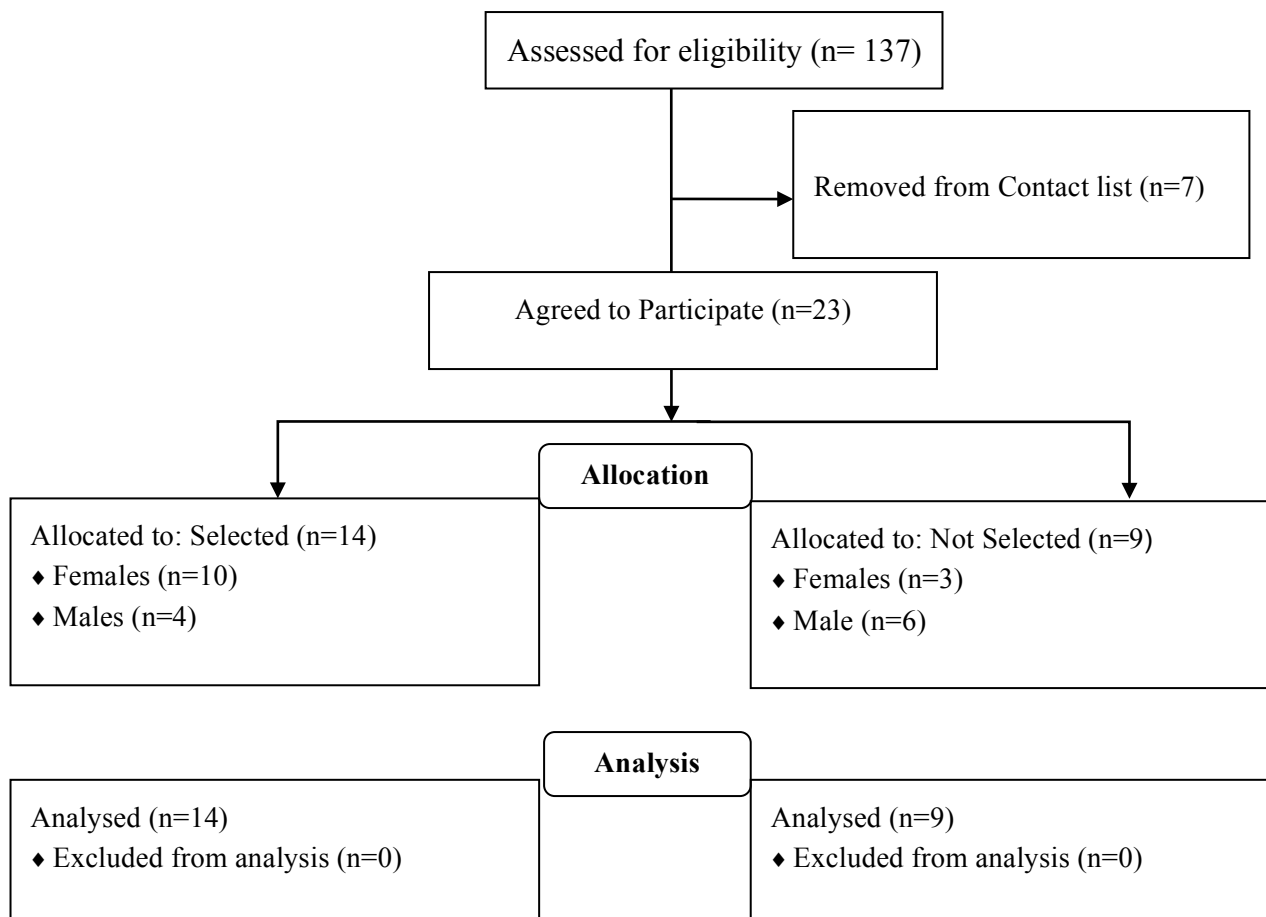 Assessed for eligibility (n= 137)
Removed from Contact list (n=7)
Agreed to Participate (n=23)
Allocation
Allocated to: Selected (n=14)
♦ Females (n=10)
♦ Males (n=4)
Allocated to: Not Selected (n=9)
♦ Females (n=3)
♦ Male (n=6)
Analysis
Analysed (n=14)
♦ Excluded from analysis (n=0)
Analysed (n=9)
♦ Excluded from analysis (n=0)